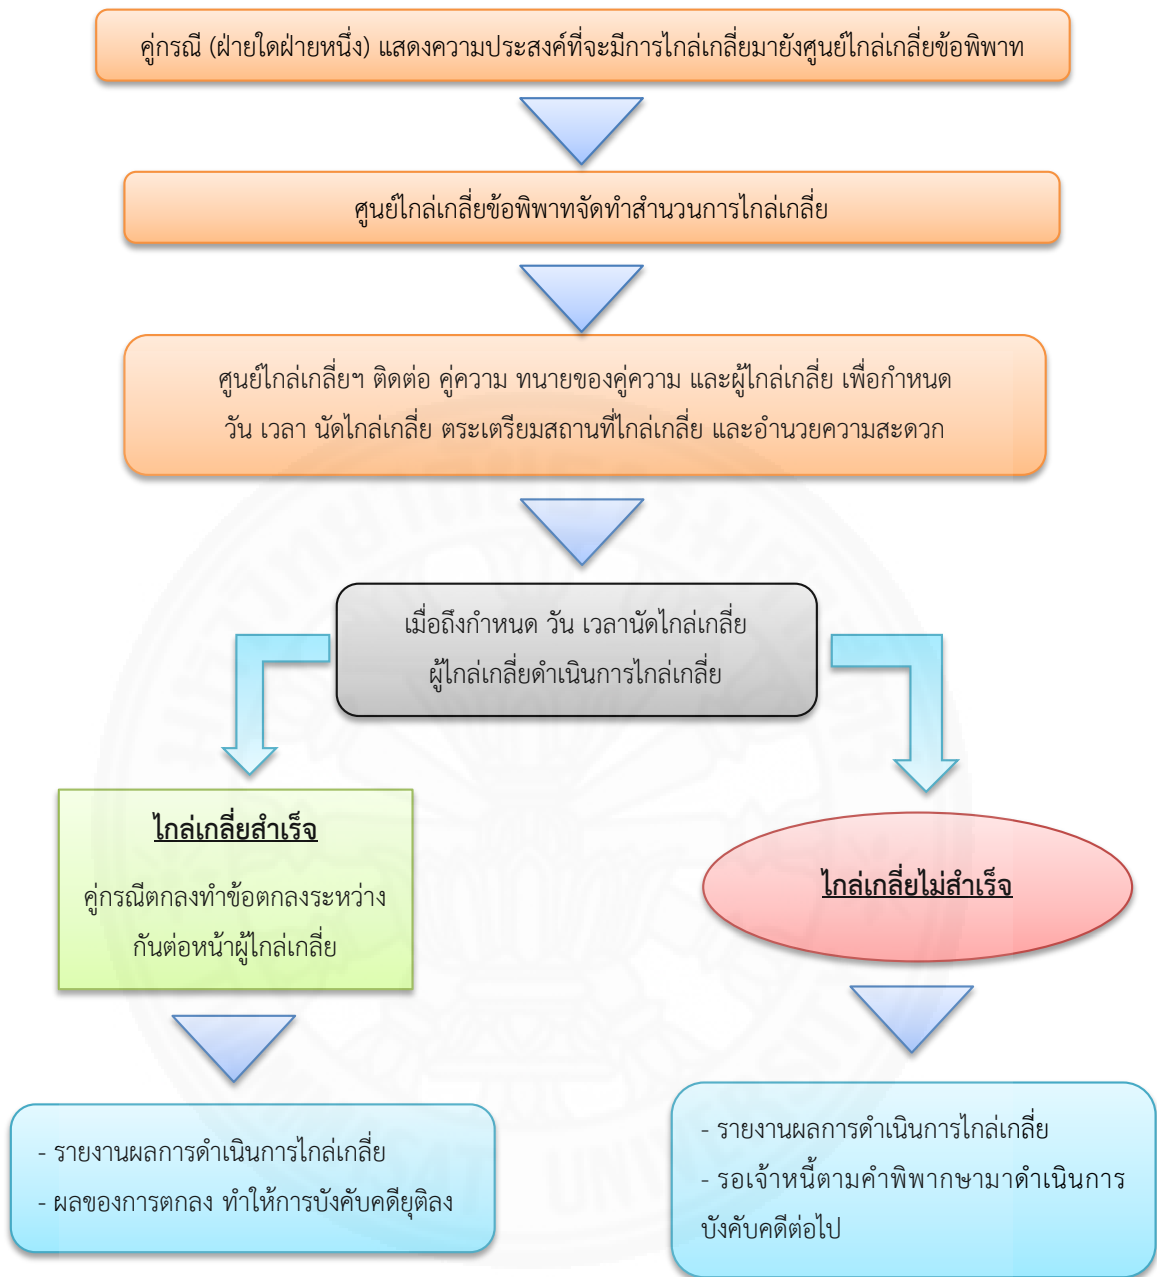 คู่กรณี (ฝ่ายใดฝ่ายหนึ่ง) แสดงความประสงค์ที่จะมีการไกล่เกลี่ยมายังศูนย์ไกล่เกลี่ยข้อพิพาท
ศูนย์ไกล่เกลี่ยข้อพิพาทจัดทำสำนวนการไกล่เกลี่ย
ศูนย์ไกล่เกลี่ยฯ ติดต่อ คู่ความ ทนายของคู่ความ และผู้ไกล่เกลี่ย เพื่อกำหนด
วัน เวลา นัดไกล่เกลี่ย ตระเตรียมสถานที่ไกล่เกลี่ย และอำนวยความสะดวก
เมื่อถึงกำหนด วัน เวลานัดไกล่เกลี่ย
ผู้ไกล่เกลี่ยดำเนินการไกล่เกลี่ย
ไกล่เกลี่ยสำเร็จ
คู่กรณีตกลงทำข้อตกลงระหว่าง
กันต่อหน้าผู้ไกล่เกลี่ย
ไกล่เกลี่ยไม่สำเร็จ
- รายงานผลการดำเนินการไกล่เกลี่ย
- ผลของการตกลง ทำให้การบังคับคดียุติลง
- รายงานผลการดำเนินการไกล่เกลี่ย
- รอเจ้าหนี้ตามคำพิพากษามาดำเนินการ
บังคับคดีต่อไป